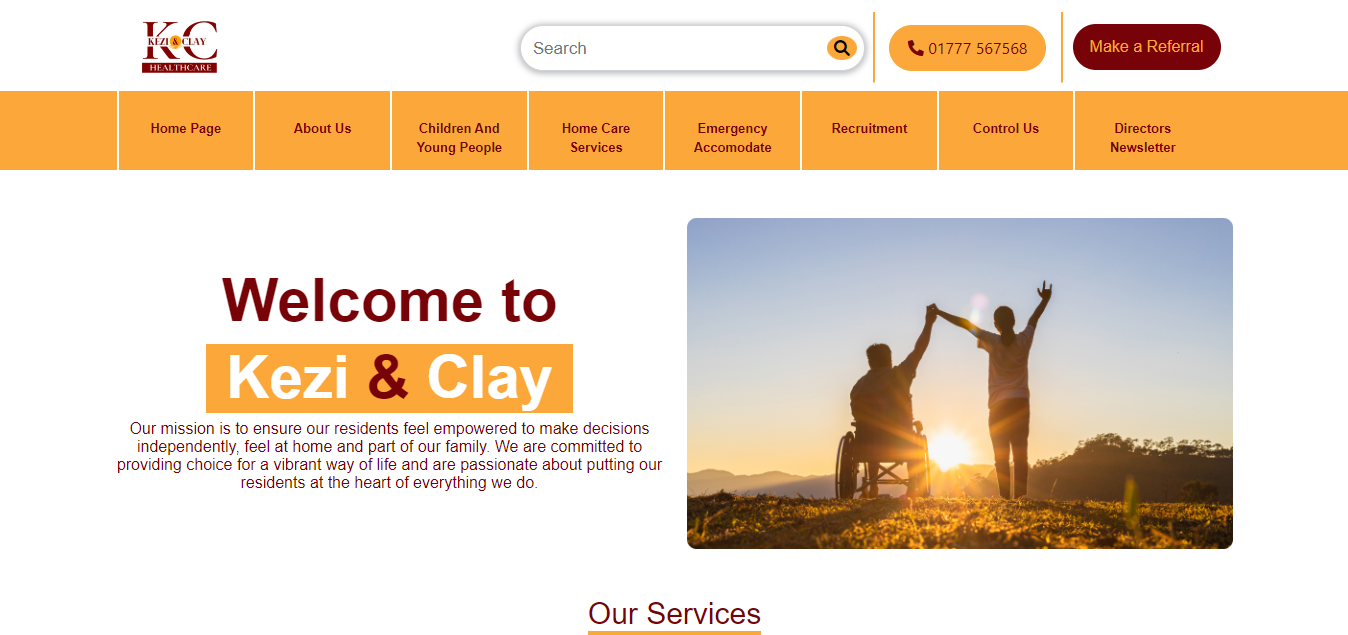 KC
KEZI & CLAY
HEALTHCARE
Search
01777 567568
Make a Referral
Home Page
About Us
Children And
Young People
Home Care
Services
Emergency
Accomodate
Recruitment
Control Us
Directors
Newsletter
Welcome to
Kezi & Clay
Our mission is to ensure our residents feel empowered to make decisions
independently, feel at home and part of our family. We are committed to
providing choice for a vibrant way of life and are passionate about putting our
residents at the heart of everything we do.
Our Services